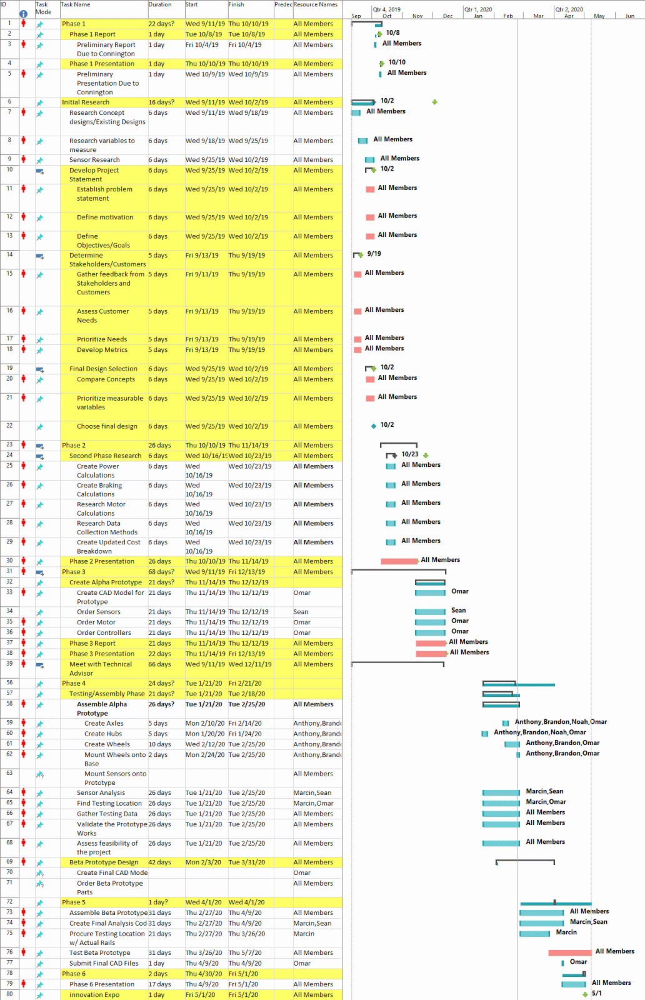 ID Task Mode Task Name Duration Start Finish Predec Resource Names
Qtr 4, 2019 Qtr 1, 2020 Qtr 2, 2020
Sep Oct Nov Dec Jan Feb Mar Apr May Jun
1 Phase 1 22 days? Wed 9/11/19 Thu 10/10/19 All Members
2 Phase 1 Report 1 day Tue 10/8/19 Tue 10/8/19 All Members 10/8
3 Preliminary Report Due to Connington 1 day Fri 10/4/19 Fri 10/4/19 All Members All Members
4 Phase 1 Presentation 1 day Thu 10/10/19 Thu 10/10/19 All Members 10/10
5 Preliminary Presentation Due to Connington 1 day Wed 10/9/19 Wed 10/9/19 All Members All Members
6 Initial Research 16 days? Wed 9/11/19 Wed 10/2/19 All Members 10/2
7 Research Concept designs/Existing Designs 6 days Wed 9/11/19 Wed 9/18/19 All Members All Members
8 Research variables to measure 6 days Wed 9/18/19 Wed 9/25/19 All Members All Members
9 Sensor Research 6 days Wed 9/25/19 Wed 10/2/19 All Members All Members
10 Develop Project Statement 6 days Wed 9/25/19 Wed 10/2/19 All Members 10/2
11 Establish problem statement 6 days Wed 9/25/19 Wed 10/2/19 All Members All Members
12 Define motivation 6 days Wed 9/25/19 Wed 10/2/19 All Members All Members
13 Define Objectives/Goals 6 days Wed 9/25/19 Wed 10/2/19 All Members All Members
14 Determine Stakeholders/Customers 5 days Fri 9/13/19 Thu 9/19/19 All Members 9/19
15 Gather feedback from Stakeholders and Customers 5 days Fri 9/13/19 Thu 9/19/19 All Members All Members
16 Assess Customer Needs 5 days Fri 9/13/19 Thu 9/19/19 All Members All Members
17 Prioritize Needs 5 days Fri 9/13/19 Thu 9/19/19 All Members All Members
18 Develop Metrics 5 days Fri 9/13/19 Thu 9/19/19 All Members All Members
19 Final Design Selection 6 days Wed 9/25/19 Wed 10/2/19 All Members 10/2
20 Compare Concepts 6 days Wed 9/25/19 Wed 10/2/19 All Members All Members
21 Prioritize measurable variables 6 days Wed 9/25/19 Wed 10/2/19 All Members All Members
22 Choose final design 6 days Wed 9/25/19 Wed 10/2/19 All Members 10/2
23 Phase 2 26 days Thu 10/10/19 Thu 11/14/19 All Members
24 Second Phase Research 6 days Wed 10/16/19 Wed 10/23/19 All Members 10/23
25 Create Power Calculations 6 days Wed 10/16/19 Wed 10/23/19 All Members All Members
26 Create Braking Calculations 6 days Wed 10/16/19 Wed 10/23/19 All Members All Members
27 Research Motor Calculations 6 days Wed 10/16/19 Wed 10/23/19 All Members All Members
28 Research Data Collection Methods 6 days Wed 10/16/19 Wed 10/23/19 All Members All Members
29 Create Updated Cost Breakdown 6 days Wed 10/16/19 Wed 10/23/19 All Members All Members
30 Phase 2 Presentation 26 days Thu 10/10/19 Thu 11/14/19 All Members All Members
31 Phase 3 68 days? Wed 9/11/19 Fri 12/13/19 All Members
32 Create Alpha Prototype 21 days? Thu 11/14/19 Thu 12/12/19
33 Create CAD Model for Prototype 21 days Thu 11/14/19 Thu 12/12/19 Omar Omar
34 Order Sensors 21 days Thu 11/14/19 Thu 12/12/19 Sean Sean
35 Order Motor 21 days Thu 11/14/19 Thu 12/12/19 Omar Omar
36 Order Controllers 21 days Thu 11/14/19 Thu 12/12/19 Omar Omar
37 Phase 3 Report 21 days Thu 11/14/19 Thu 12/12/19 All Members All Members
38 Phase 3 Presentation 22 days Thu 11/14/19 Fri 12/13/19 All Members All Members
39 Meet with Technical Advisor 66 days Wed 9/11/19 Wed 12/11/19 All Members
56 Phase 4 24 days? Tue 1/21/20 Fri 2/21/20
57 Testing/Assembly Phase 21 days? Tue 1/21/20 Tue 2/18/20
58 Assemble Alpha Prototype 26 days? Tue 1/21/20 Tue 2/25/20 All Members
59 Create Axles 5 days Mon 2/10/20 Fri 2/14/20 Anthony,Brand Anthony,Brandon,Noah,Omar
60 Create Hubs 5 days Mon 1/20/20 Fri 1/24/20 Anthony,Brand Anthony,Brandon,Noah,Omar
61 Create Wheels 10 days Wed 2/12/20 Tue 2/25/20 Anthony,Brand Anthony,Brandon,Omar
62 Mount Wheels onto Base 2 days Mon 2/24/20 Tue 2/25/20 Anthony,Brand Anthony,Brandon,Omar
63 Mount Sensors onto Prototype All Members
64 Sensor Analysis 26 days Tue 1/21/20 Tue 2/25/20 Marcin,Sean Marcin,Sean
65 Find Testing Location 26 days Tue 1/21/20 Tue 2/25/20 Marcin,Omar Marcin,Omar
66 Gather Testing Data 26 days Tue 1/21/20 Tue 2/25/20 All Members All Members
67 Validate the Prototype Works 26 days Tue 1/21/20 Tue 2/25/20 All Members All Members
68 Assess feasibility of the project 26 days Tue 1/21/20 Tue 2/25/20 All Members All Members
69 Beta Prototype Design 42 days Mon 2/3/20 Tue 3/31/20 All Members
70 Create Final CAD Mode Omar
71 Order Beta Prototype Parts All Members
72 Phase 5 1 day? Wed 4/1/20 Wed 4/1/20
73 Assemble Beta Prototype 31 days Thu 2/27/20 Thu 4/9/20 All Members All Members
74 Create Final Analysis Cod 31 days Thu 2/27/20 Thu 4/9/20 Marcin,Sean Marcin,Sean
75 Procure Testing Location w/ Actual Rails 21 days Thu 2/27/20 Thu 3/26/20 Marcin Marcin
76 Test Beta Prototype 31 days Thu 3/26/20 Thu 5/7/20 All Members All Members
77 Submit Final CAD Files 1 day Thu 4/9/20 Thu 4/9/20 Omar Omar
78 Phase 6 2 days Thu 4/30/20 Fri 5/1/20
79 Phase 6 Presentation 17 days Thu 4/9/20 Fri 5/1/20 All Members All Members
80 innovation Expo 1 day Fri 5/1/20 Fri 5/1/20 All Members 5/1